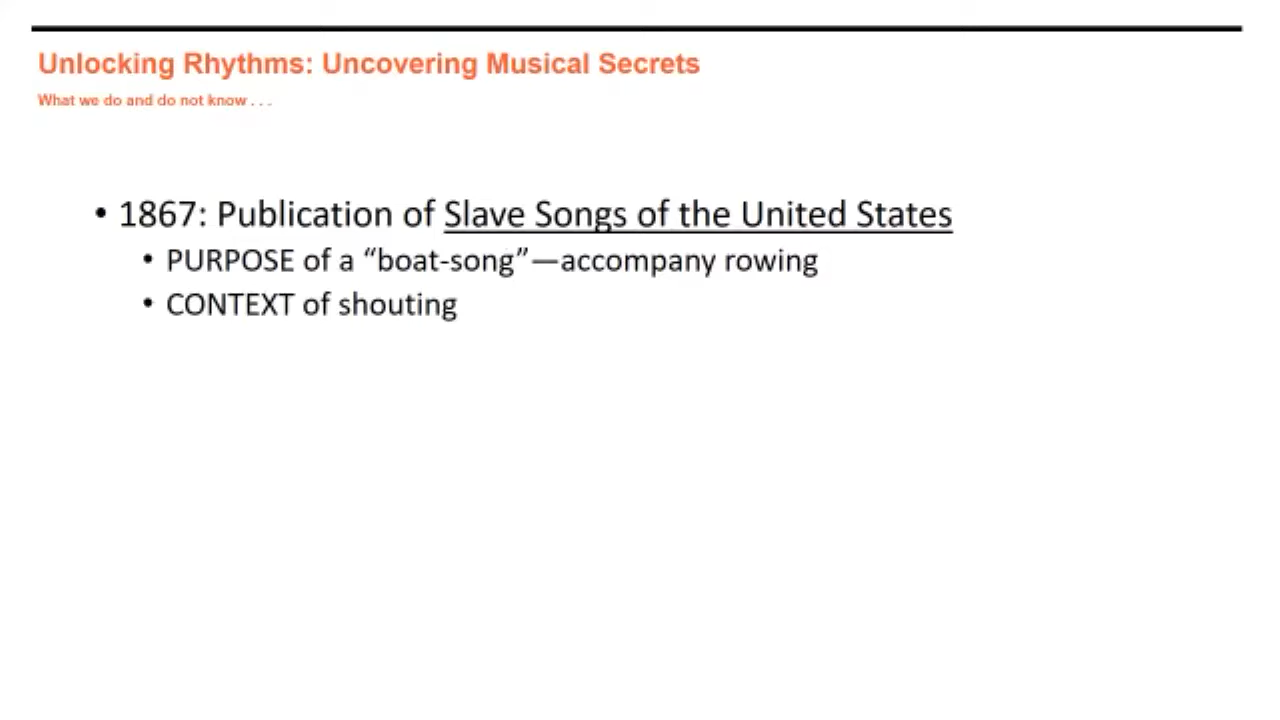 Unlocking Rhythms: Uncovering Musical Secrets
What we do and do not know . . .
• 1867: Publication of Slave Songs of the United States
• PURPOSE of a “boat-song”—accompany rowing
• CONTEXT of shouting